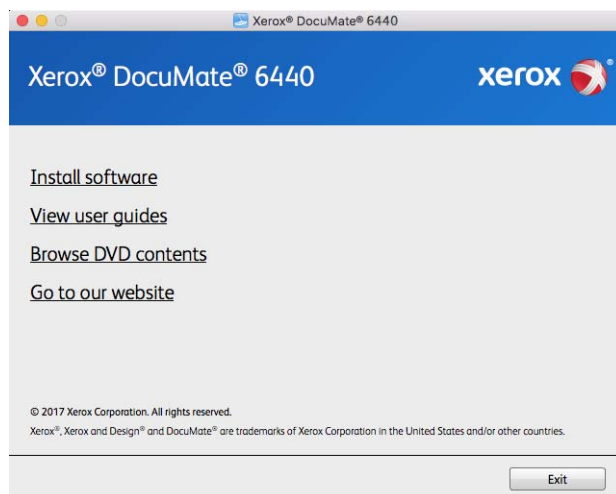 Xerox® DocuMate® 6440
Xerox® DocuMate® 6440
xerox ®
Install software
View user guides
Browse DVD contents
Go to our website
© 2017 Xerox Corporation. All rights reserved.
Xerox®, Xerox and Design® and DocuMate® are trademarks of Xerox Corporation in the United States and/or other countries.
Exit